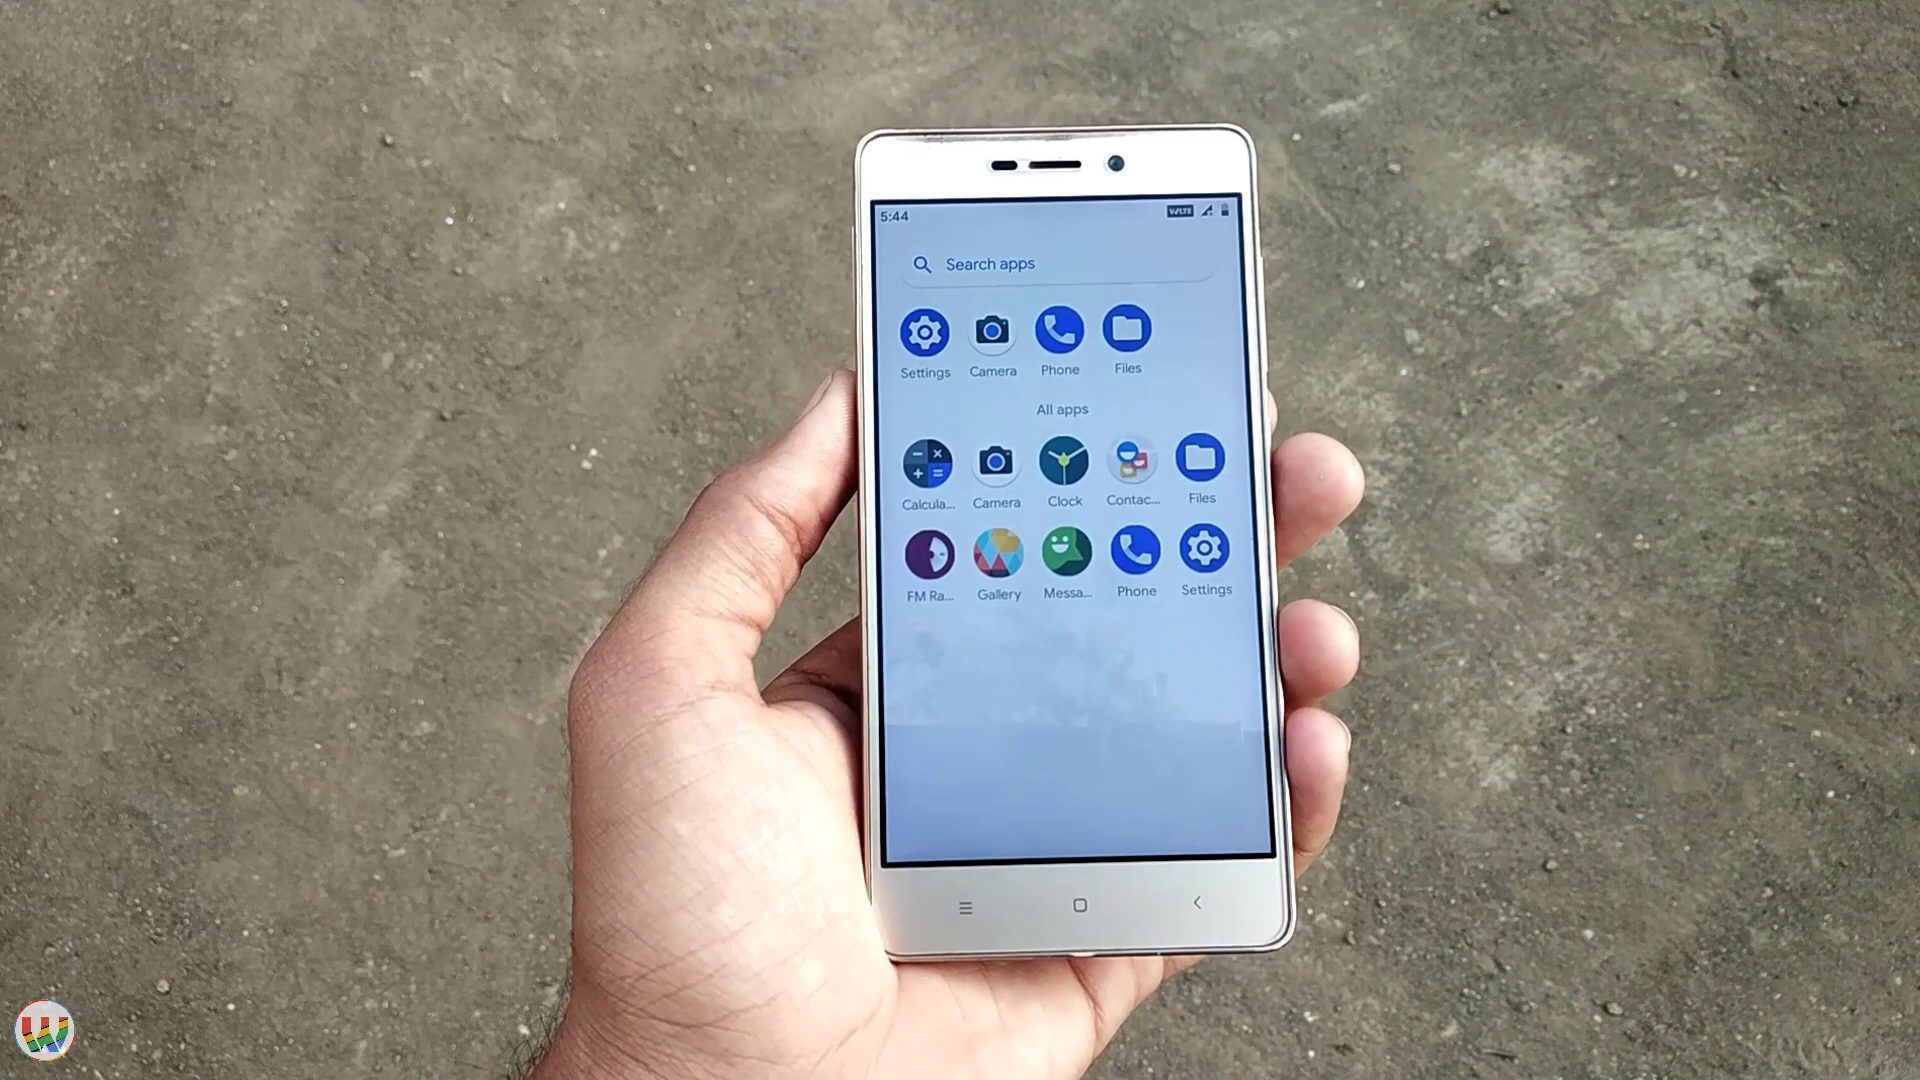 5:44 VoLTE
Search apps
Settings Camera Phone Files
All apps
Calcula... Camera Clock Contac... Files
FM Ra... Gallery Messa... Phone Settings
W